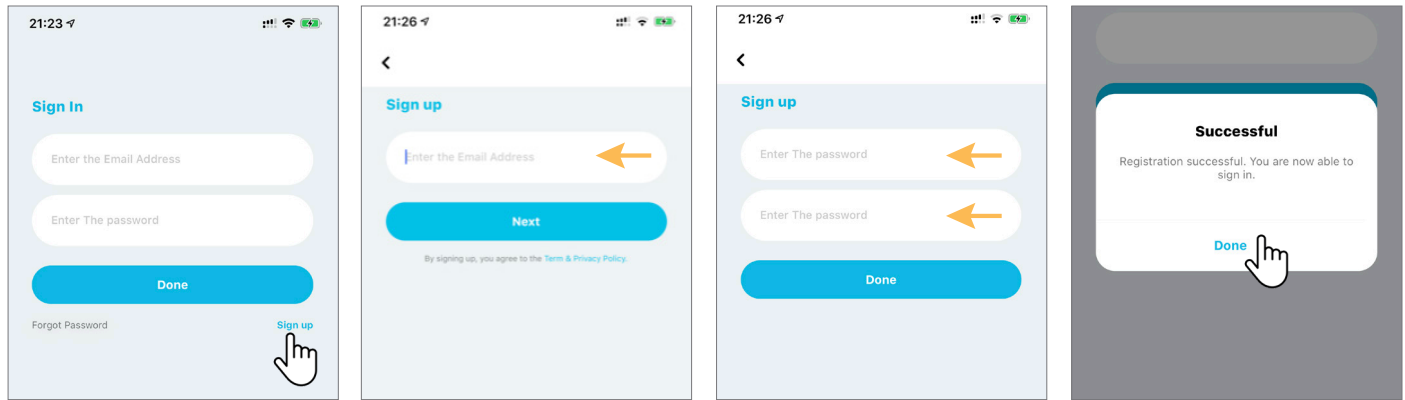 21:23
Sign In
Enter the Email Address
Enter The password
Done
Forgot Password
Sign up
21:26
Sign up
Enter the Email Address
Next
By signing up, you agree to the Term & Privacy Policy.
21:26
Sign up
Enter The password
Enter The password
Done
Successful
Registration successful. You are now able to
sign in.
Done